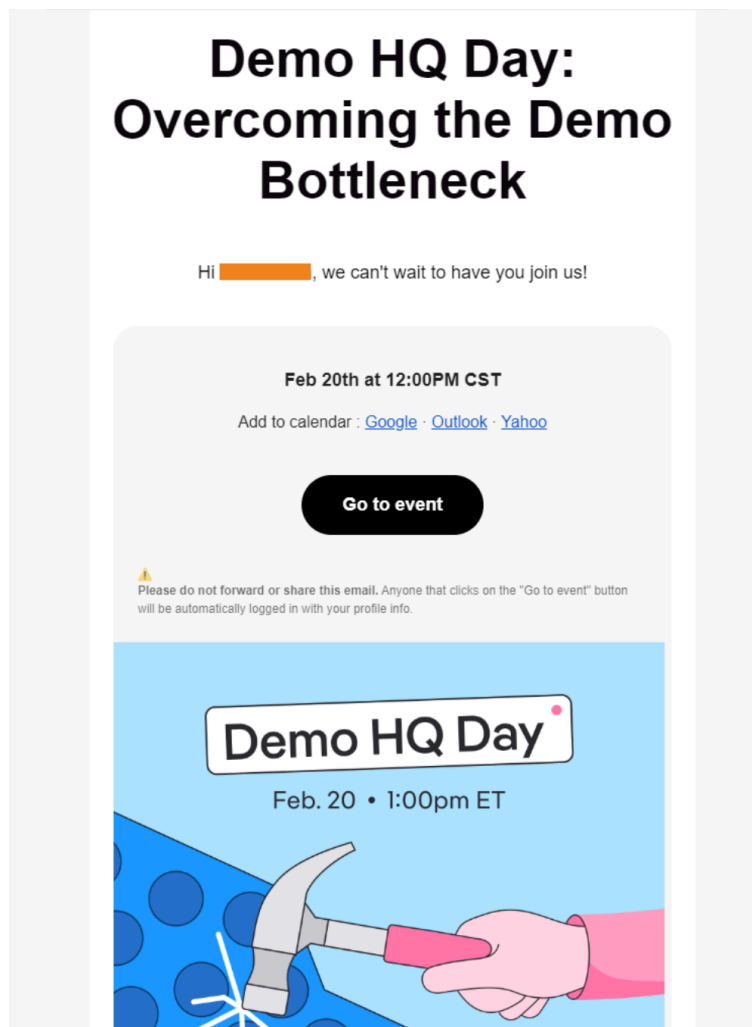 Demo HQ Day:
Overcoming the Demo
Bottleneck
Hi , we can't wait to have you join us!
Feb 20th at 12:00PM CST
Add to calendar : Google · Outlook · Yahoo
Go to event
Please do not forward or share this email. Anyone that clicks on the "Go to event" button
will be automatically logged in with your profile info.
Demo HQ Day
Feb. 20 • 1:00pm ET